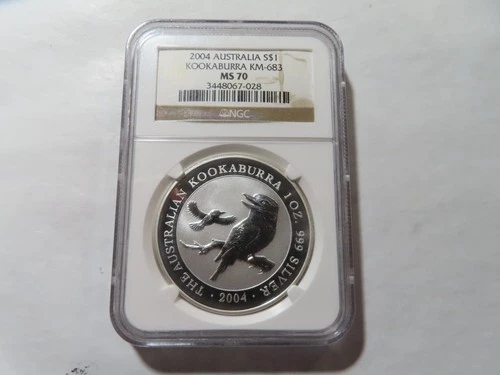 2004 AUSTRALIA S$1
KOOKABURRA KM-683
MS 70
3448067-028
NGC
THE AUSTRALIAN KOOKABURRA 1 OZ. 999 SILVER
· 2004 ·